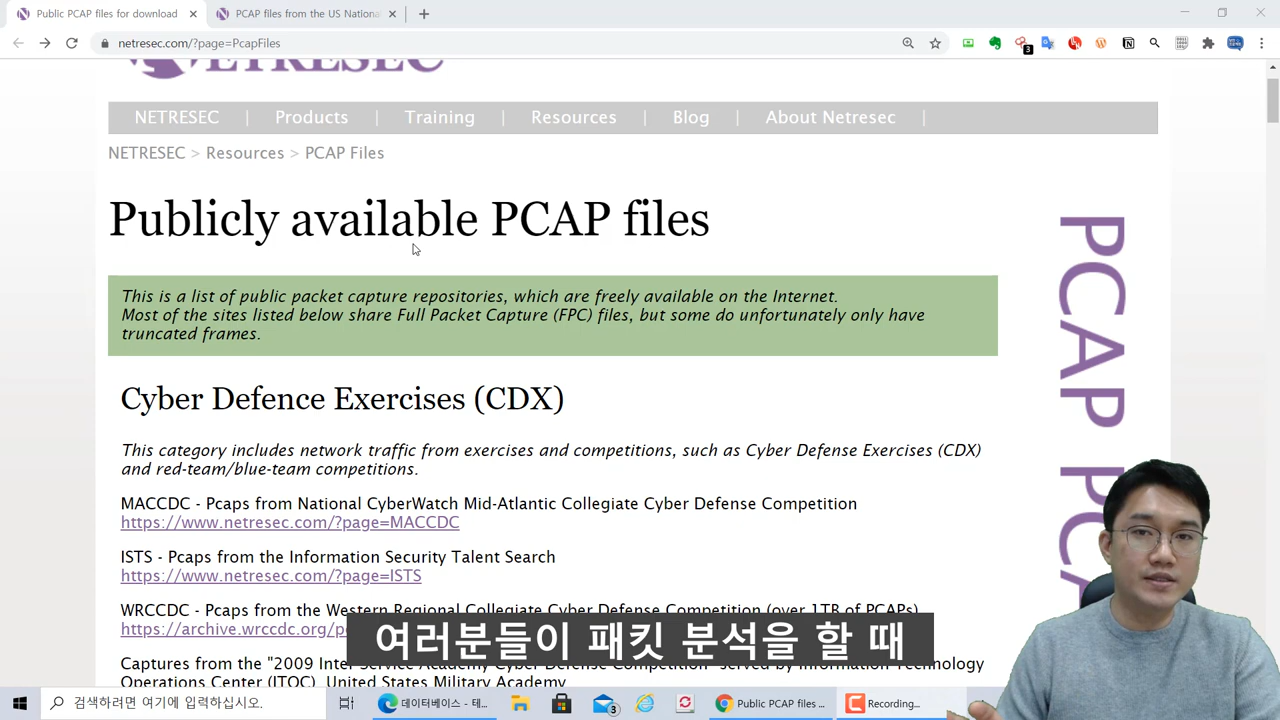 Public PCAP files for download
PCAP files from the US Nationa
netresec.com/?page=PcapFiles
3
NETRESEC
NETRESEC | Products | Training | Resources | Blog | About Netresec |
NETRESEC > Resources > PCAP Files
Publicly available PCAP files
This is a list of public packet capture repositories, which are freely available on the Internet.
Most of the sites listed below share Full Packet Capture (FPC) files, but some do unfortunately only have
truncated frames.
Cyber Defence Exercises (CDX)
This category includes network traffic from exercises and competitions, such as Cyber Defense Exercises (CDX)
and red-team/blue-team competitions.
MACCDC - Pcaps from National CyberWatch Mid-Atlantic Collegiate Cyber Defense Competition
https://www.netresec.com/?page=MACCDC
ISTS - Pcaps from the Information Security Talent Search
https://www.netresec.com/?page=ISTS
WRCCDC - Pcaps from the Western Regional Collegiate Cyber Defense Competition (over 1TB of PCAPs)
https://archive.wrccdc.org/p
Captures from the "2009 Inter
Technology
Operations Center (ITOC), United States Military Academy
PCAP PCA
여러분들이 패킷 분석을 할 때
검색하려면 여기에 입력하십시오.
데이터베이스 - 테...
3
Public PCAP files ...
Recording...